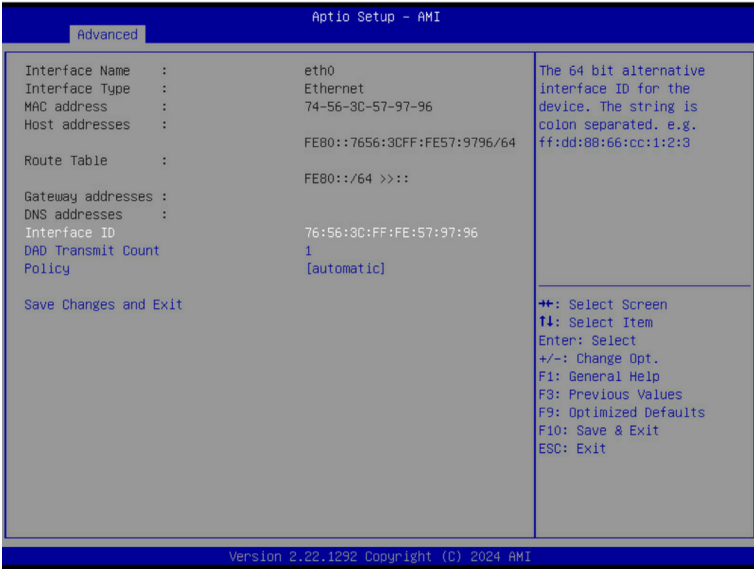 Aptio Setup - AMI
Advanced
Interface Name : eth0
Interface Type : Ethernet
MAC address : 74-56-3C-57-97-96
Host addresses :
FE80::7656:3CFF:FE57:9796/64
Route Table :
FE80::/64 >>::
Gateway addresses :
DNS addresses :
Interface ID 76:56:3C:FF:FE:57:97:96
DAD Transmit Count 1
Policy [automatic]
Save Changes and Exit
The 64 bit alternative
interface ID for the
device. The string is
colon separated. e.g.
ff:dd:88:66:cc:1:2:3
→←: Select Screen
↑↓: Select Item
Enter: Select
+/-: Change Opt.
F1: General Help
F3: Previous Values
F9: Optimized Defaults
F10: Save & Exit
ESC: Exit
Version 2.22.1292 Copyright (C) 2024 AMI